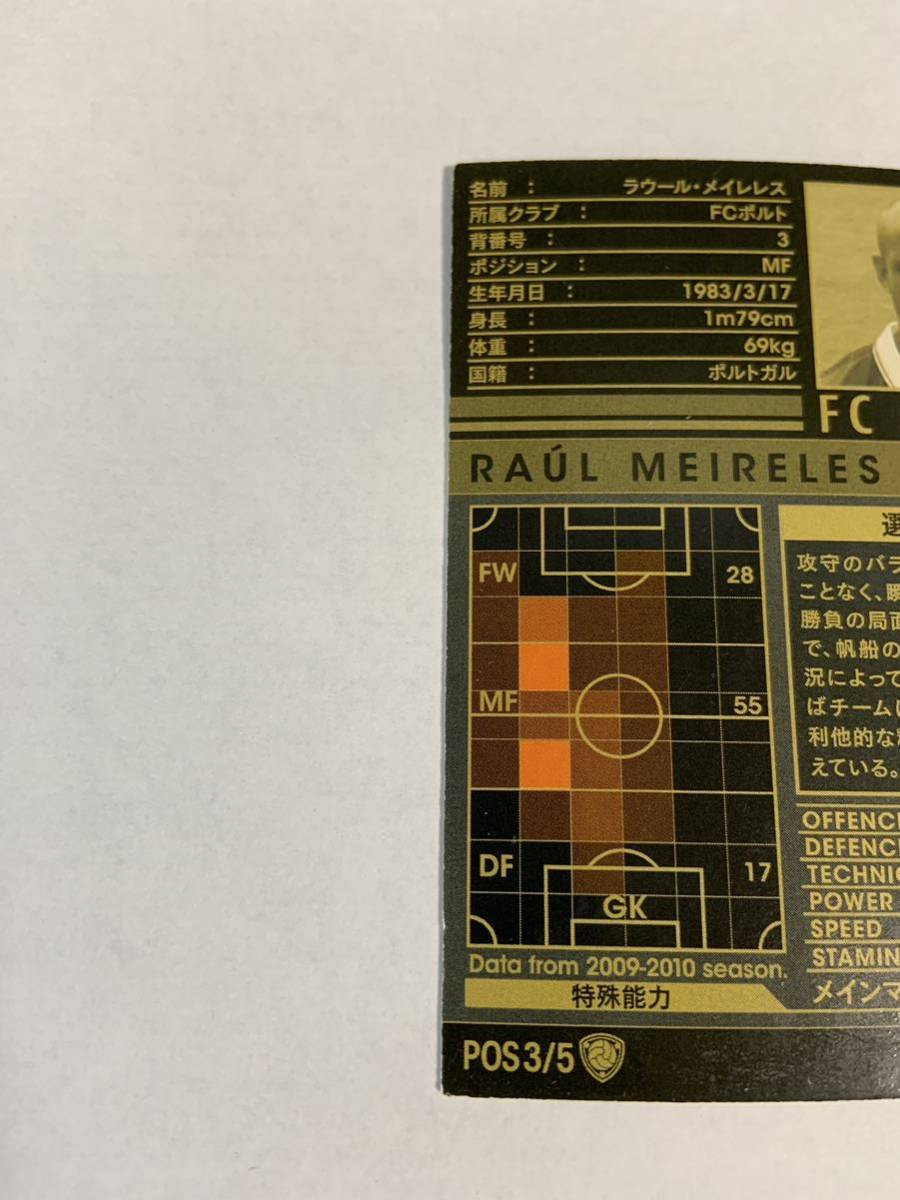 名前 : ラウール・メイレレス
所属クラブ : FCポルト
背番号 : 3
ポジション : MF
生年月日 : 1983/3/17
身長 : 1m79cm
体重 : 69kg
国籍 : ポルトガル
FC
RAÚL MEIRELES
FW 28
MF 55
DF 17
GK
Data from 2009-2010 season.
特殊能力
POS3/5
選
攻守のバラ
ことなく、瞬
勝負の局面
で、帆船の
況によって
ばチームに
利他的な
えている。
OFFENC
DEFENC
TECHNI
POWER
SPEED
STAMIN
メインマ